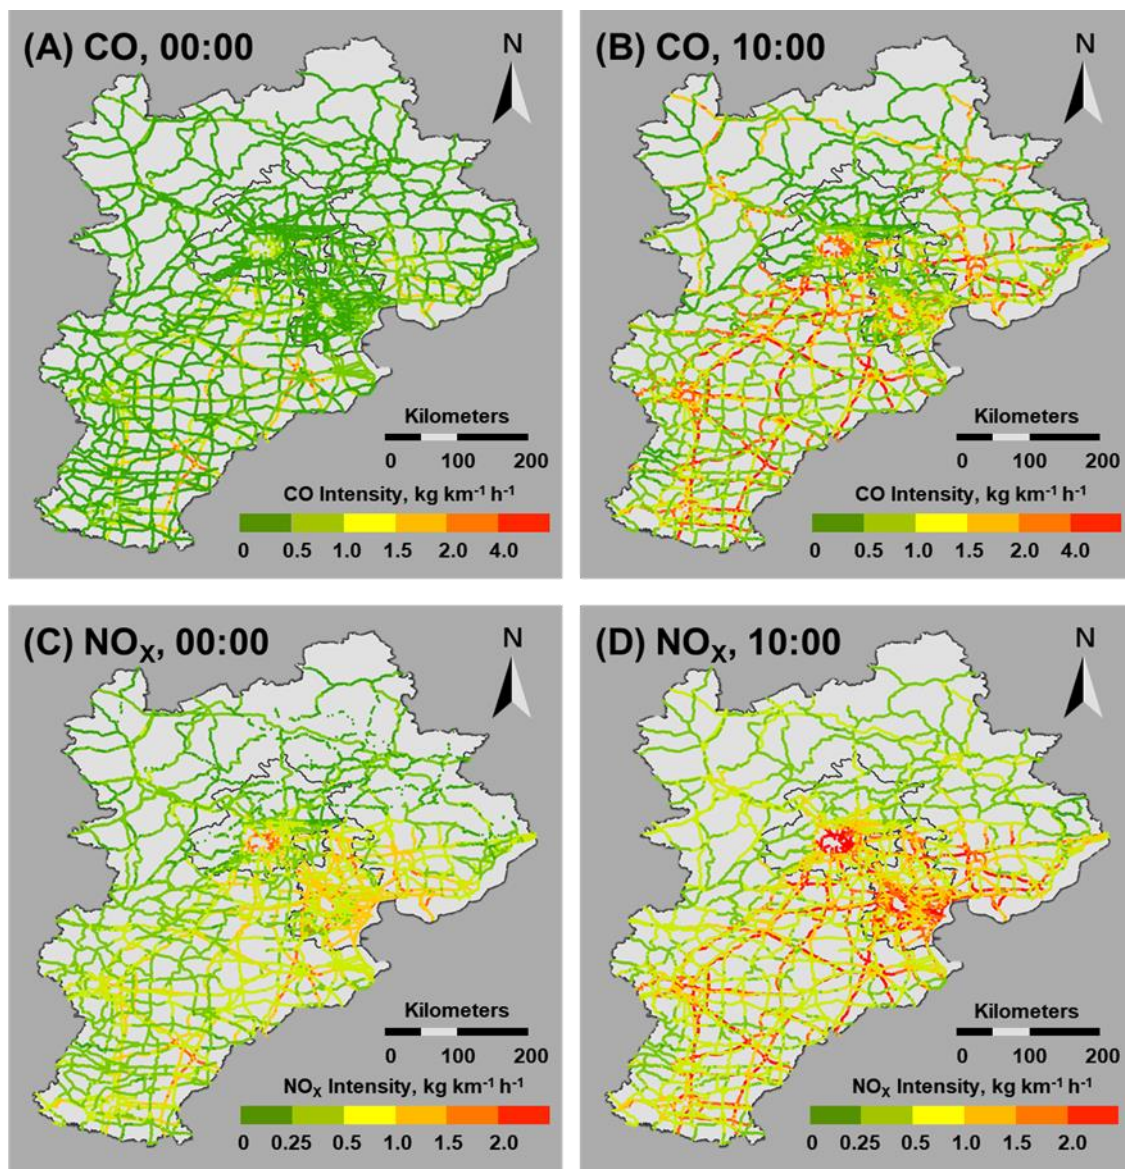 (A) CO, 00:00
N
Kilometers
0 100 200
CO Intensity, kg km⁻¹ h⁻¹
0 0.5 1.0 1.5 2.0 4.0
(B) CO, 10:00
N
Kilometers
0 100 200
CO Intensity, kg km⁻¹ h⁻¹
0 0.5 1.0 1.5 2.0 4.0
(C) NOₓ, 00:00
N
Kilometers
0 100 200
NOₓ Intensity, kg km⁻¹ h⁻¹
0 0.25 0.5 1.0 1.5 2.0
(D) NOₓ, 10:00
N
Kilometers
0 100 200
NOₓ Intensity, kg km⁻¹ h⁻¹
0 0.25 0.5 1.0 1.5 2.0